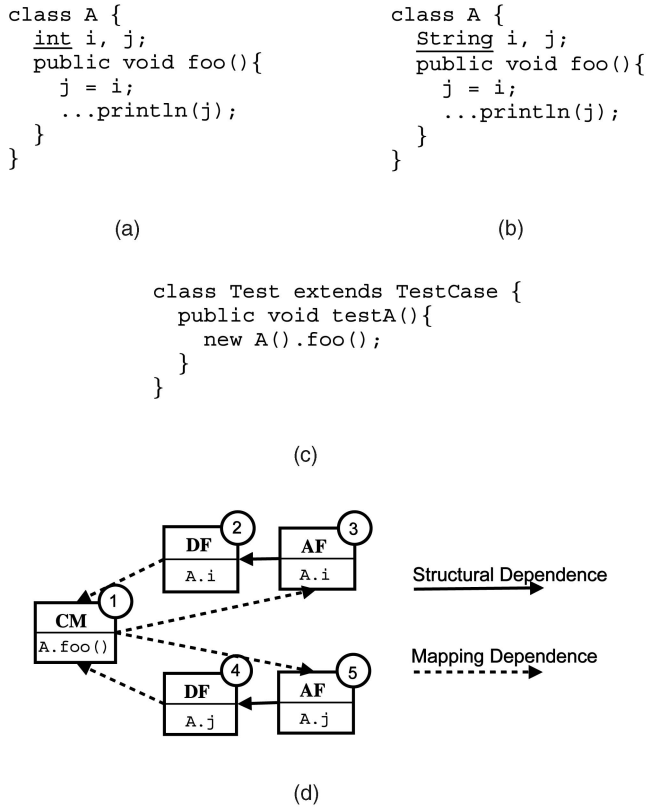 class A {
int i, j;
public void foo(){
j = i;
...println(j);
}
}
(a)
class A {
String i, j;
public void foo(){
j = i;
...println(j);
}
}
(b)
class Test extends TestCase {
public void testA(){
new A().foo();
}
}
(c)
DF
A.i
2
AF
A.i
3
CM
A.foo()
1
DF
A.j
4
AF
A.j
5
Structural Dependence
Mapping Dependence
(d)